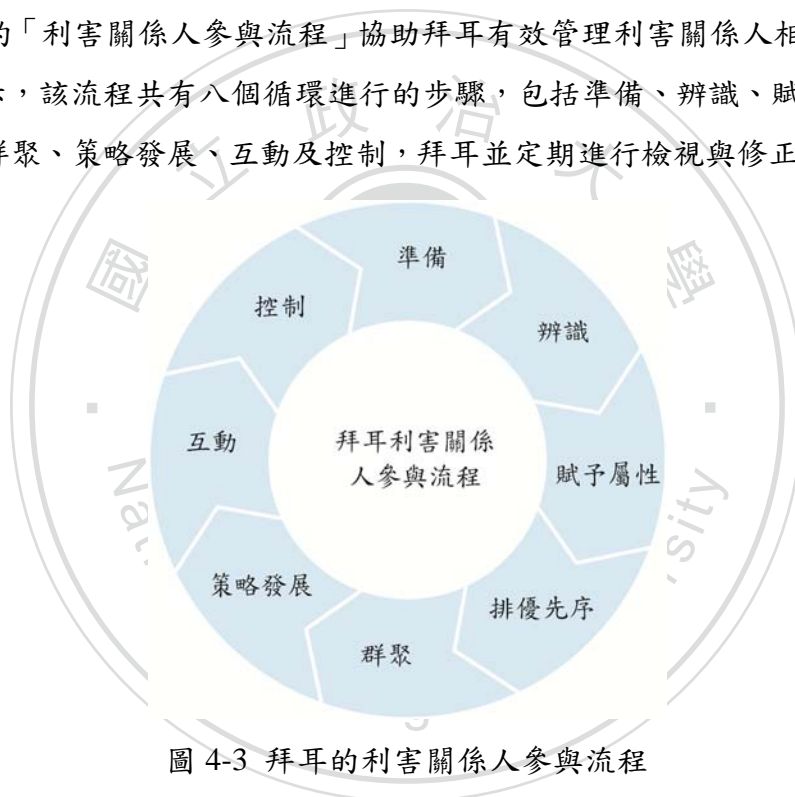 的「利害關係人參與流程」協助拜耳有效管理利害關係人相
,該流程共有八個循環進行的步驟,包括準備、辨識、賦
群聚、策略發展、互動及控制,拜耳並定期進行檢視與修正
準備
辨識
賦予屬性
排優先序
群聚
策略發展
互動
控制
拜耳利害關係
人參與流程
圖 4-3 拜耳的利害關係人參與流程
國立政治大學